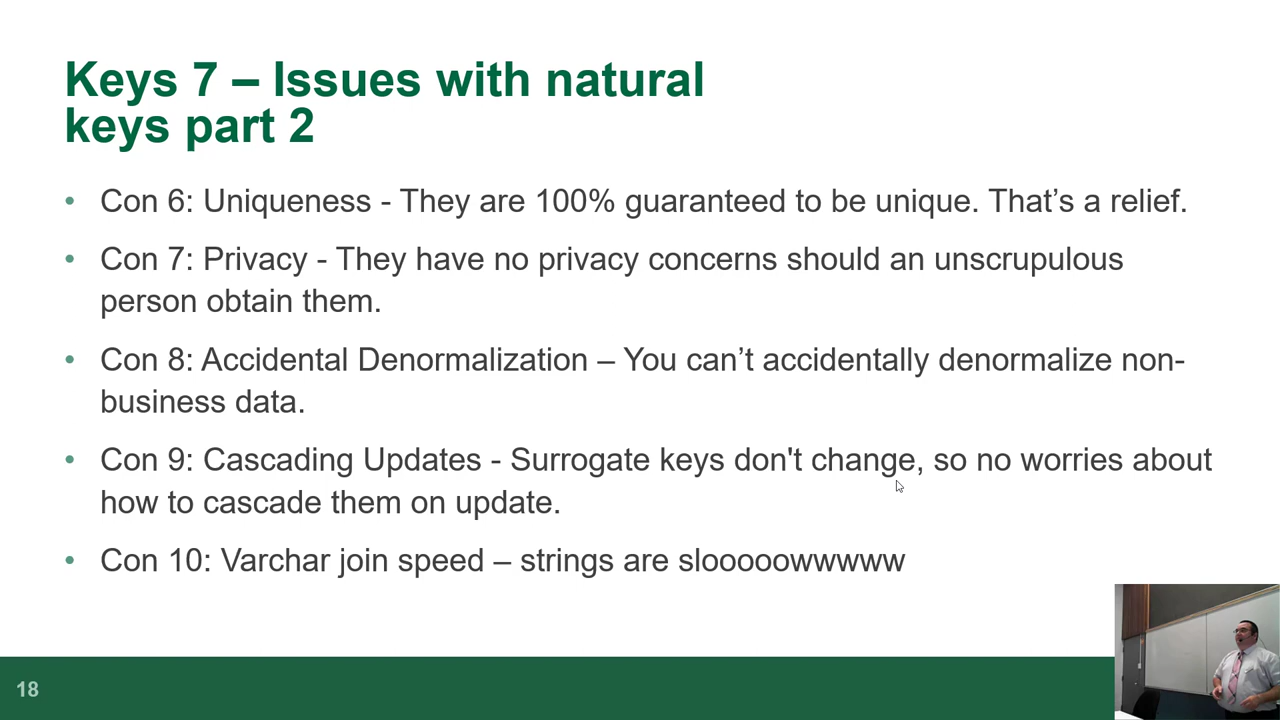 Keys 7 – Issues with natural
keys part 2
• Con 6: Uniqueness - They are 100% guaranteed to be unique. That’s a relief.
• Con 7: Privacy - They have no privacy concerns should an unscrupulous
person obtain them.
• Con 8: Accidental Denormalization – You can’t accidentally denormalize non-
business data.
• Con 9: Cascading Updates - Surrogate keys don't change, so no worries about
how to cascade them on update.
• Con 10: Varchar join speed – strings are slooooowwwww
18